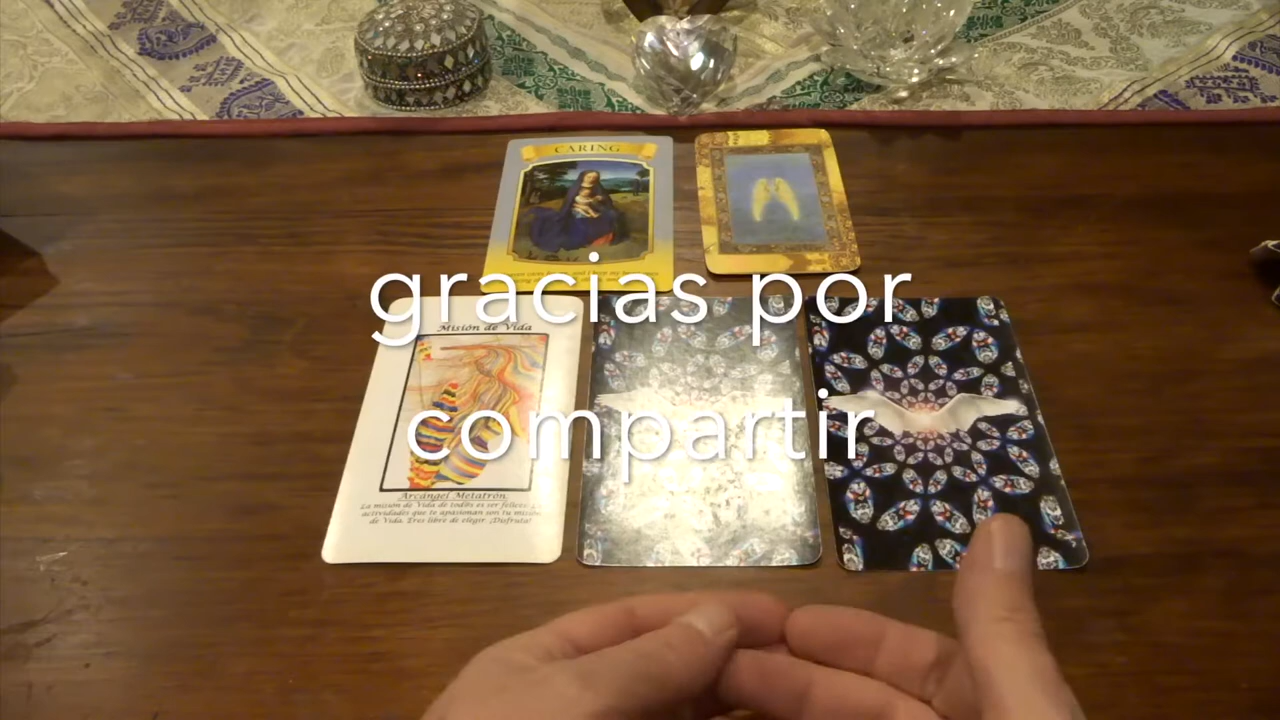 CARING
gracias por
Misión de Vida
compartir
Arcángel Metatrón
La misión de Vida de tod@s es ser felices.
actividades que te apasionan son tu misión
de Vida. Eres libre de elegir. ¡Disfruta!